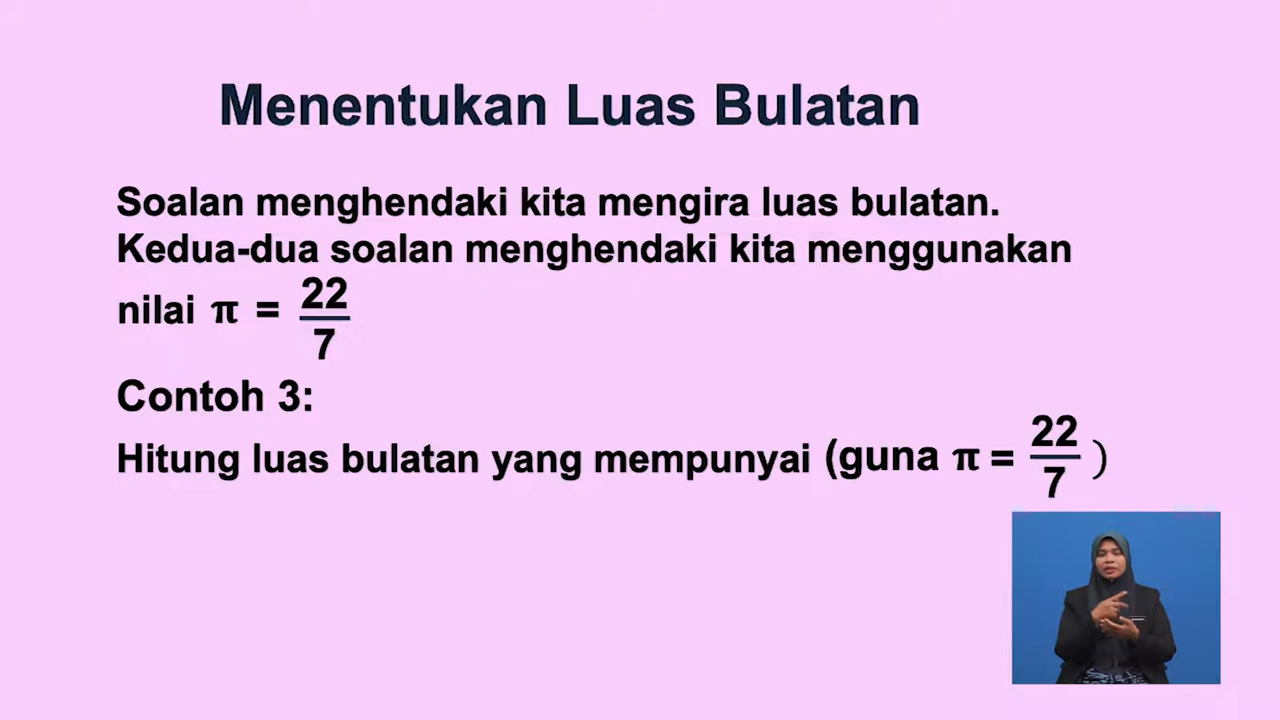 Menentukan Luas Bulatan
Soalan menghendaki kita mengira luas bulatan.
Kedua-dua soalan menghendaki kita menggunakan
nilai π = 22/7
Contoh 3:
Hitung luas bulatan yang mempunyai (guna π = 22/7 )